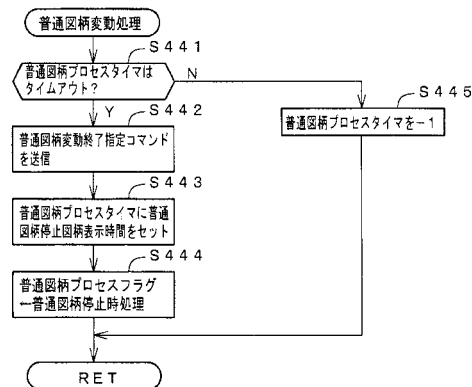 普通図柄変動処理
S441
普通図柄プロセスタイマは
タイムアウト？
N
Y
S442
S445
普通図柄変動終了指定コマンド
を送信
普通図柄プロセスタイマを－1
S443
普通図柄プロセスタイマに普通
図柄停止図柄表示時間をセット
S444
普通図柄プロセスフラグ
←普通図柄停止時処理
RET